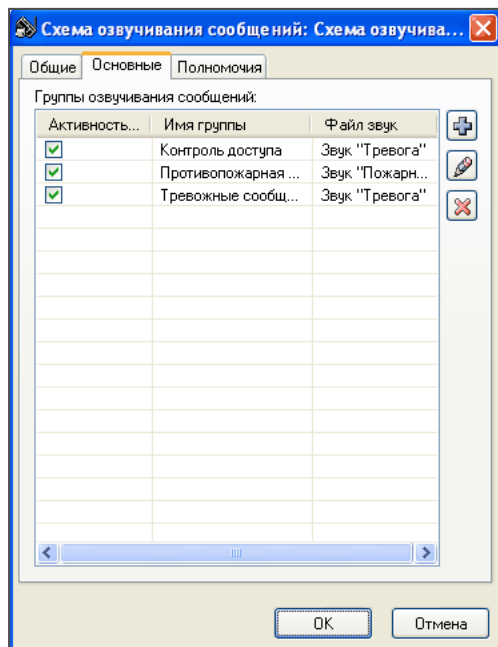 Схема озвучивания сообщений: Схема озвучива...
Общие Основные Полномочия
Группы озвучивания сообщений:
Активность... Имя группы Файл звук
Контроль доступа Звук "Тревога"
Противопожарная ... Звук "Пожарн...
Тревожные сообщ... Звук "Тревога"
OK Отмена